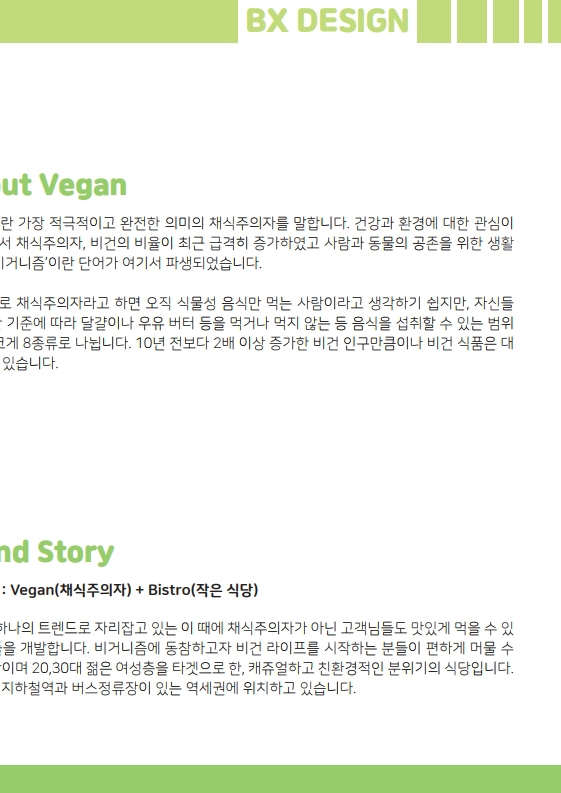 BX DESIGN
ut Vegan
란 가장 적극적이고 완전한 의미의 채식주의자를 말합니다. 건강과 환경에 대한 관심이
서 채식주의자, 비건의 비율이 최근 급격히 증가하였고 사람과 동물의 공존을 위한 생활
거니즘'이란 단어가 여기서 파생되었습니다.
로 채식주의자라고 하면 오직 식물성 음식만 먹는 사람이라고 생각하기 쉽지만, 자신들
기준에 따라 달걀이나 우유 버터 등을 먹거나 먹지 않는 등 음식을 섭취할 수 있는 범위
크게 8종류로 나뉩니다. 10년 전보다 2배 이상 증가한 비건 인구만큼이나 비건 식품은 대
있습니다.
nd Story
: Vegan(채식주의자) + Bistro(작은 식당)
하나의 트렌드로 자리잡고 있는 이 때에 채식주의자가 아닌 고객님들도 맛있게 먹을 수 있
을 개발합니다. 비거니즘에 동참하고자 비건 라이프를 시작하는 분들이 편하게 머물 수
이며 20,30대 젊은 여성층을 타겟으로 한, 캐쥬얼하고 친환경적인 분위기의 식당입니다.
지하철역과 버스정류장이 있는 역세권에 위치하고 있습니다.